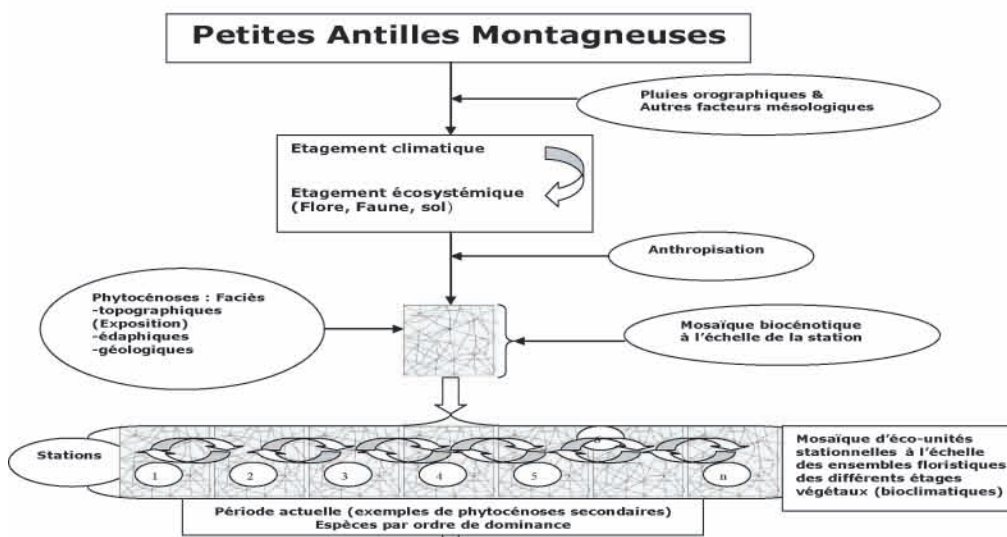 Petites Antilles Montagneuses
Pluies orographiques &
Autres facteurs mésologiques
Etagement climatique
Etagement écosystémique
(Flore, Faune, sol)
Anthropisation
Phytocénoses : Faciès
-topographiques
(Exposition)
-édaphiques
-géologiques
Mosaïque biocénotique
à l'échelle de la station
Stations
1
2
3
4
5
6
n
Mosaïque d'éco-unités
stationnelles à l'échelle
des ensembles floristiques
des différents étages
végétaux (bioclimatiques)
Période actuelle (exemples de phytocénoses secondaires)
Espèces par ordre de dominance